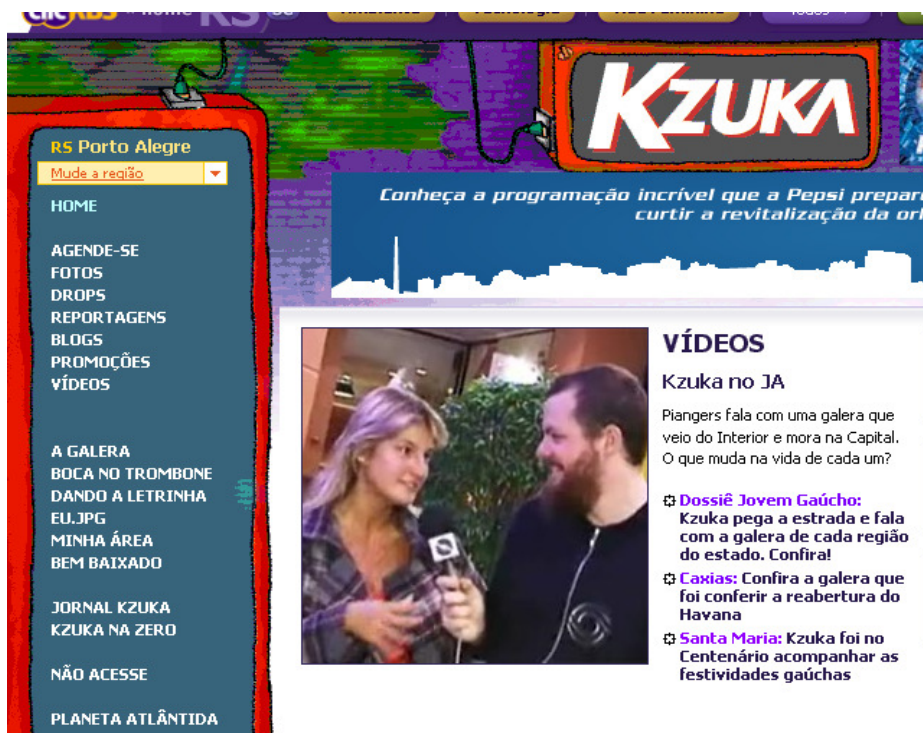 clicRBS
Home
RS
RS Porto Alegre
Mude a região
HOME
AGENDE-SE
FOTOS
DROPS
REPORTAGENS
BLOGS
PROMOÇÕES
VÍDEOS
A GALERA
BOCA NO TROMBONE
DANDO A LETRINHA
EU.JPG
MINHA ÁREA
BEM BAIXADO
JORNAL KZUKA
KZUKA NA ZERO
NÃO ACESSE
PLANETA ATLÂNTIDA
KZUKA
Conheça a programação incrível que a Pepsi prepar
curtir a revitalização da orl
VÍDEOS
Kzuka no JA
Piangers fala com uma galera que
veio do Interior e mora na Capital.
O que muda na vida de cada um?
Dossiê Jovem Gaúcho:
Kzuka pega a estrada e fala
com a galera de cada região
do estado. Confira!
Caxias: Confira a galera que
foi conferir a reabertura do
Havana
Santa Maria: Kzuka foi no
Centenário acompanhar as
festividades gaúchas